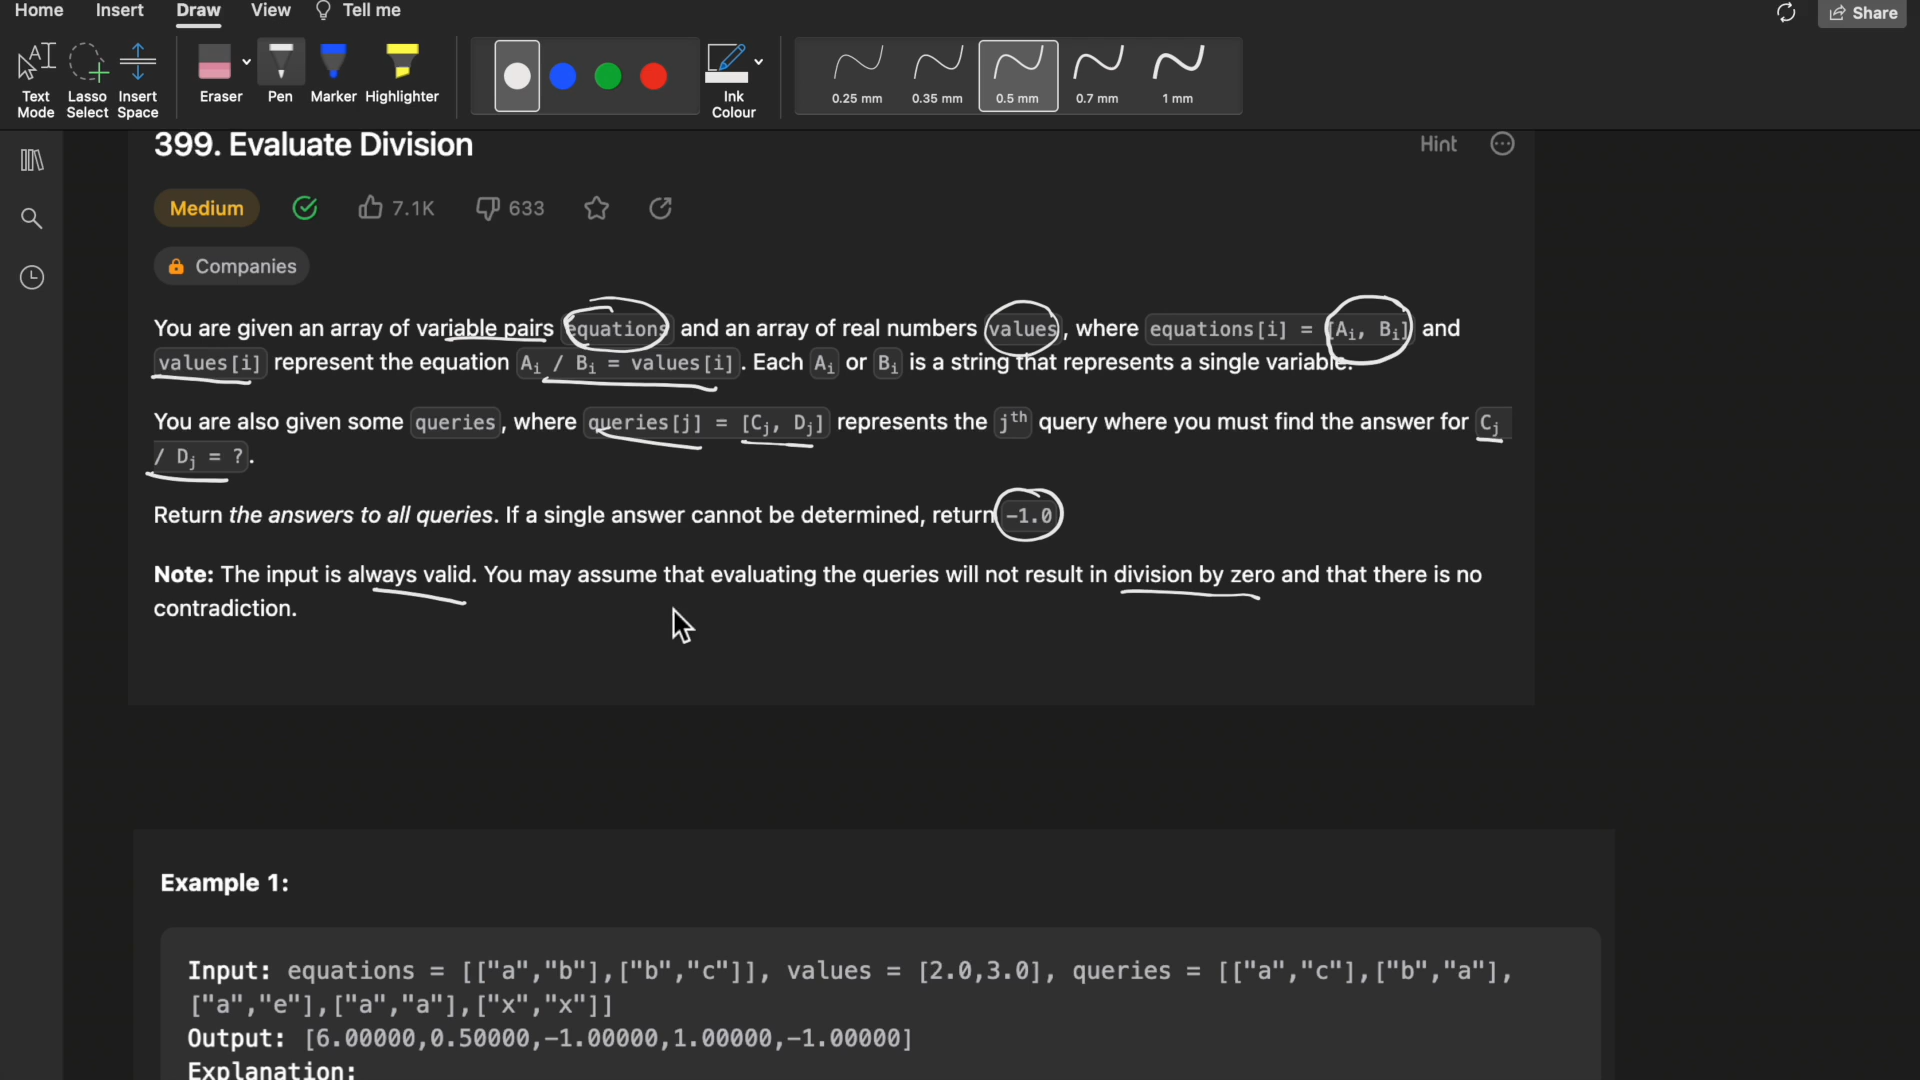 Home Insert Draw View Tell me Share
Text Mode Lasso Select Insert Space Eraser Pen Marker Highlighter Ink Colour 0.25 mm 0.35 mm 0.5 mm 0.7 mm 1 mm
399. Evaluate Division Hint
Medium 7.1K 633
Companies
You are given an array of variable pairs equations and an array of real numbers values, where equations[i] = [Ai, Bi] and
values[i] represent the equation Ai / Bi = values[i]. Each Ai or Bi is a string that represents a single variable.
You are also given some queries, where queries[j] = [Cj, Dj] represents the jth query where you must find the answer for Cj
/ Dj = ?.
Return the answers to all queries. If a single answer cannot be determined, return -1.0
Note: The input is always valid. You may assume that evaluating the queries will not result in division by zero and that there is no
contradiction.
Example 1:
Input: equations = [["a","b"],["b","c"]], values = [2.0,3.0], queries = [["a","c"],["b","a"],
["a","e"],["a","a"],["x","x"]]
Output: [6.00000,0.50000,-1.00000,1.00000,-1.00000]
Explanation: